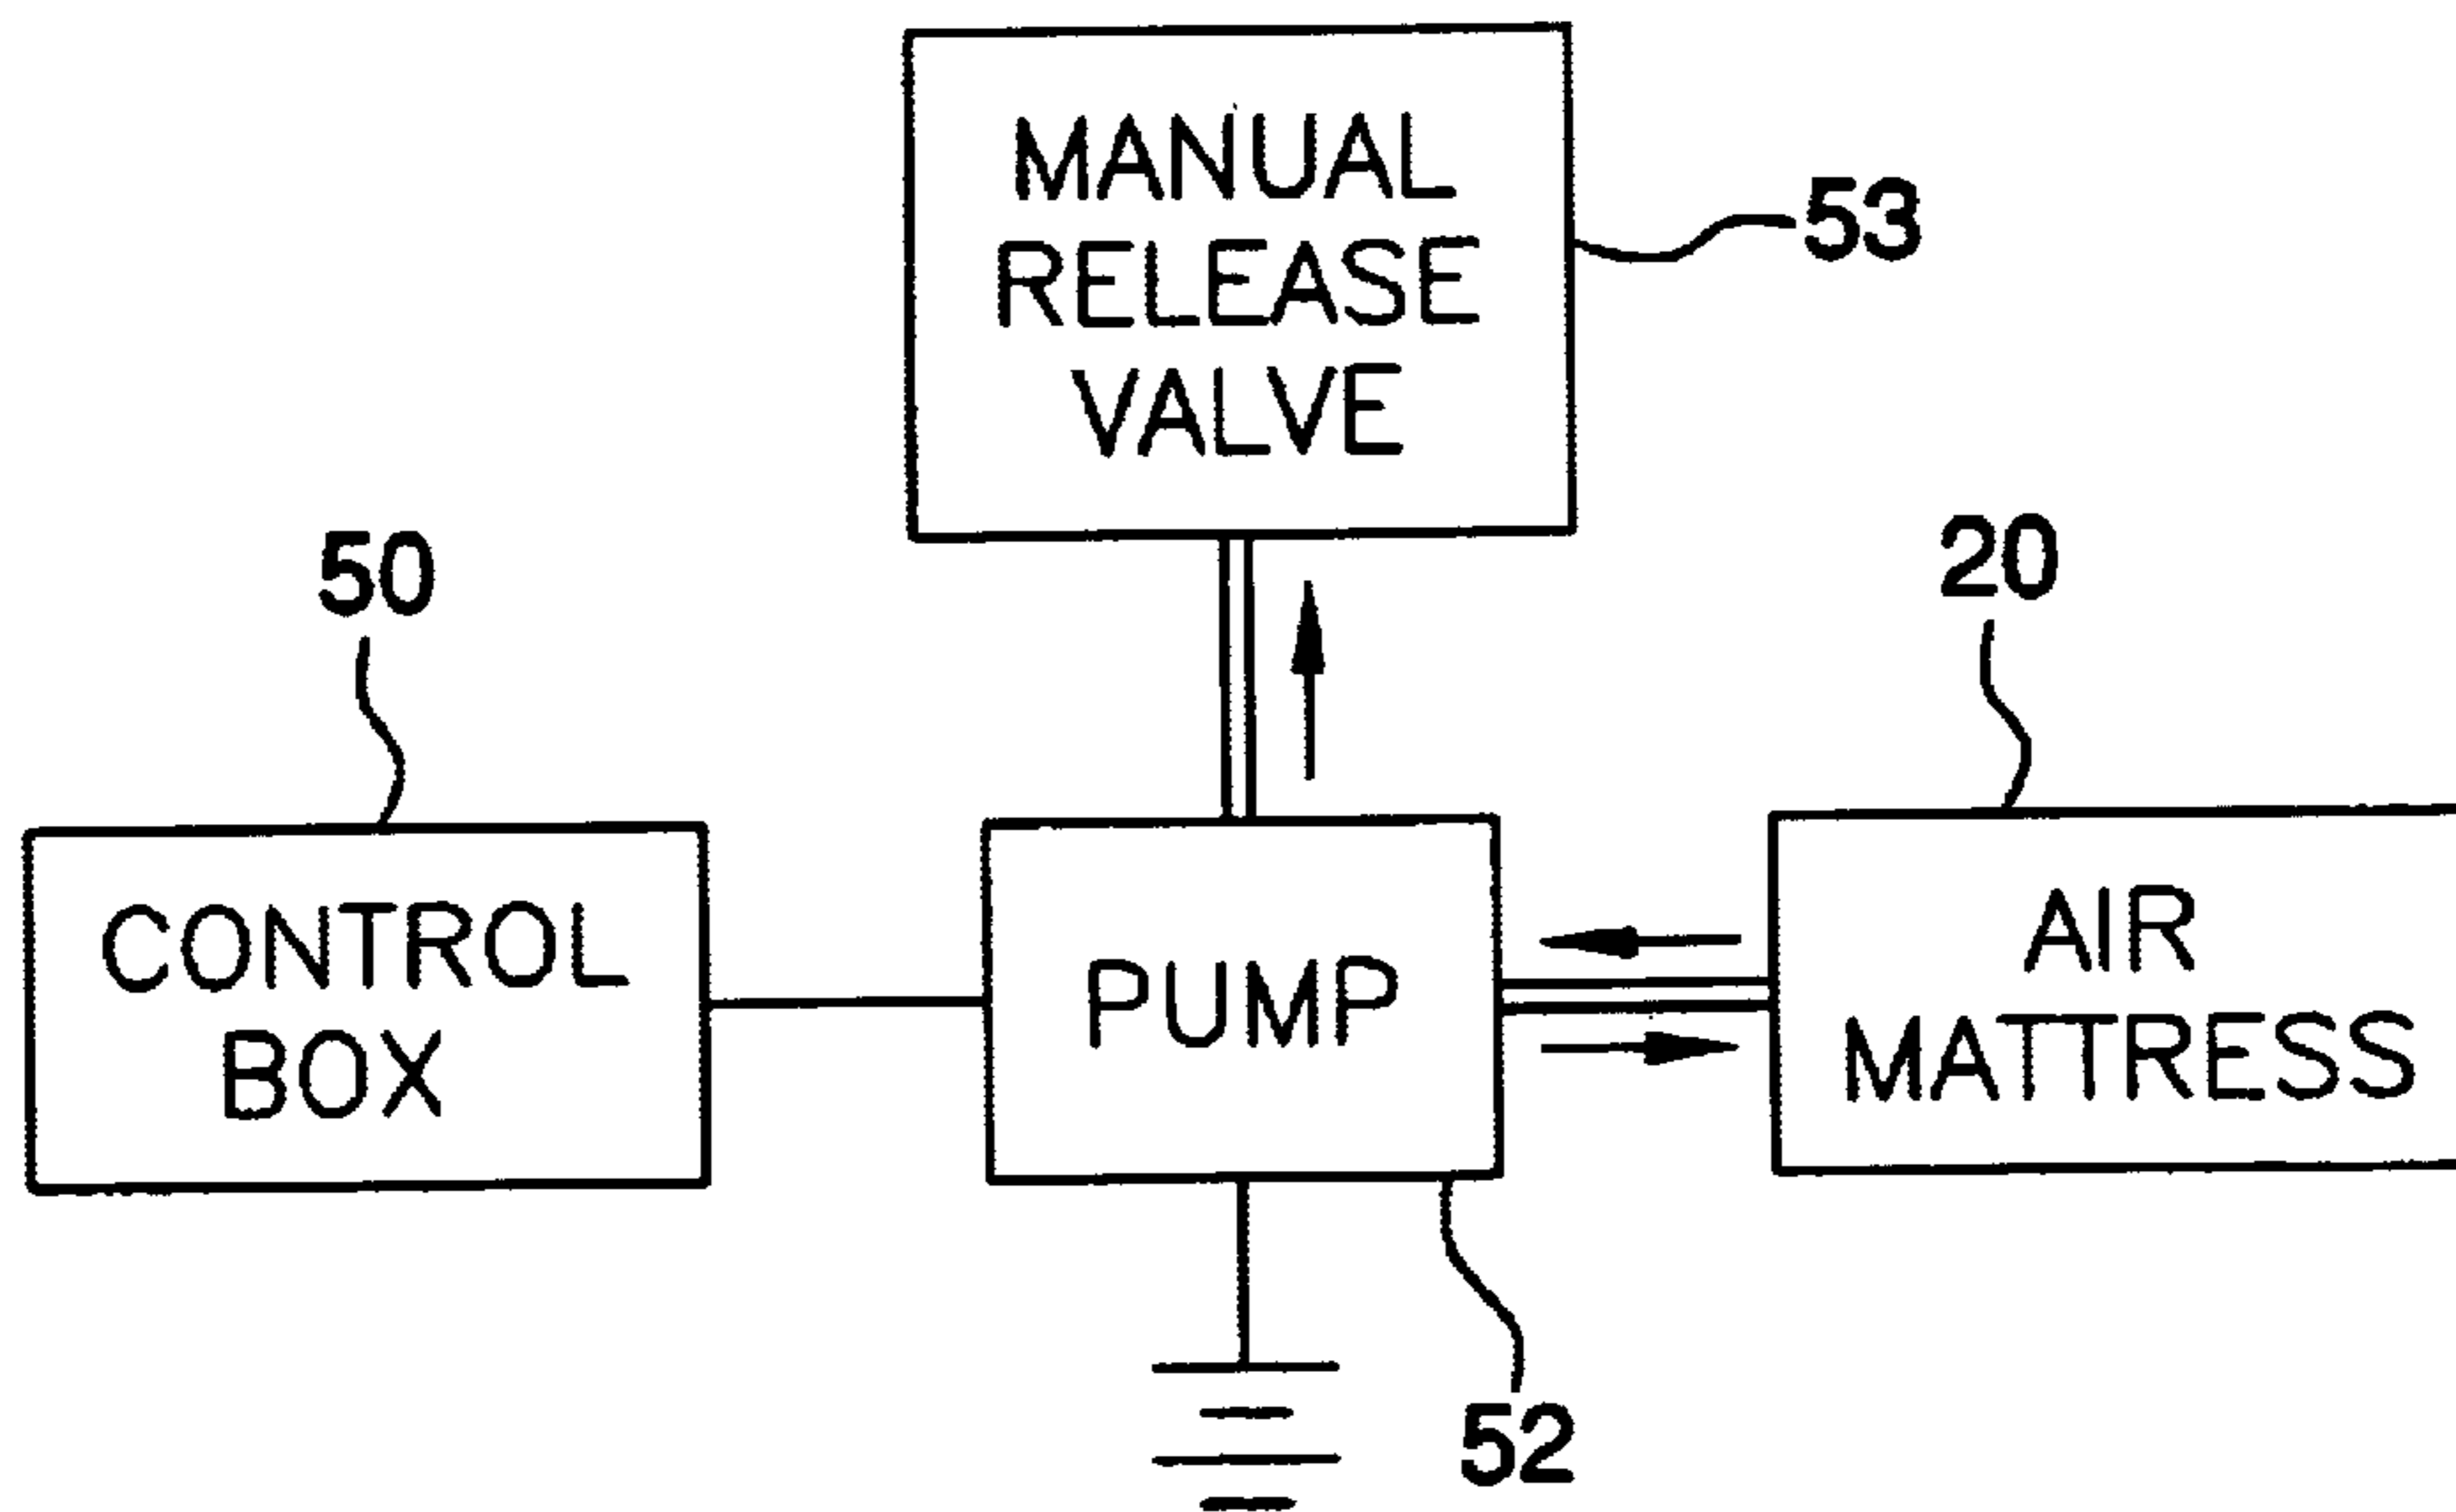 MANUAL
RELEASE
VALVE
53
50
20
CONTROL
BOX
PUMP
AIR
MATTRESS
52